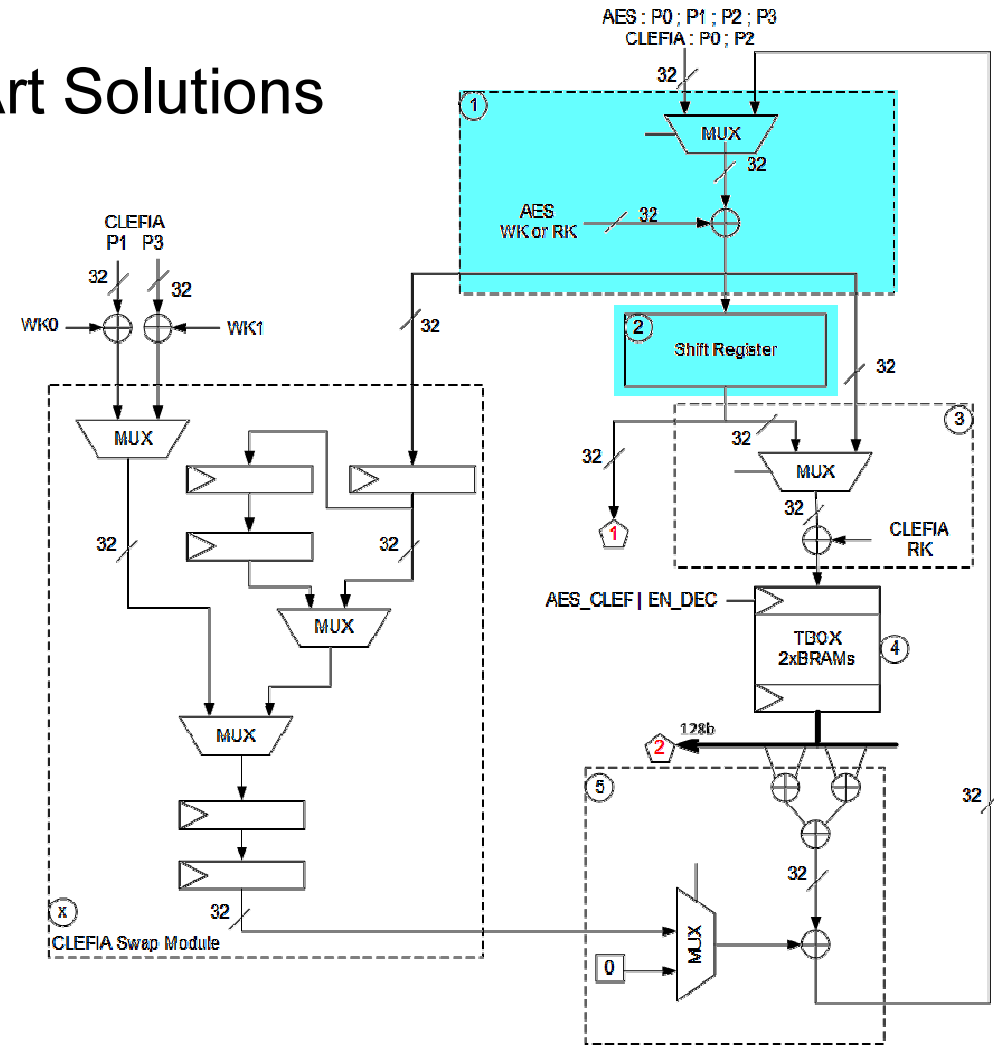 AES : P0 ; P1 ; P2 ; P3
CLEFIA : P0 ; P2
32
Art Solutions
1
MUX
32
AES
WK or RK
32
CLEFIA
P1 P3
32
32
WK0
WK1
32
2
Shift Register
32
3
MUX
32
32
MUX
32
1
CLEFIA
RK
32
32
MUX
AES_CLEF | EN_DEC
TBOX
2xBRAMs
4
MUX
128b
2
5
32
32
MUX
0
32
x
CLEFIA Swap Module